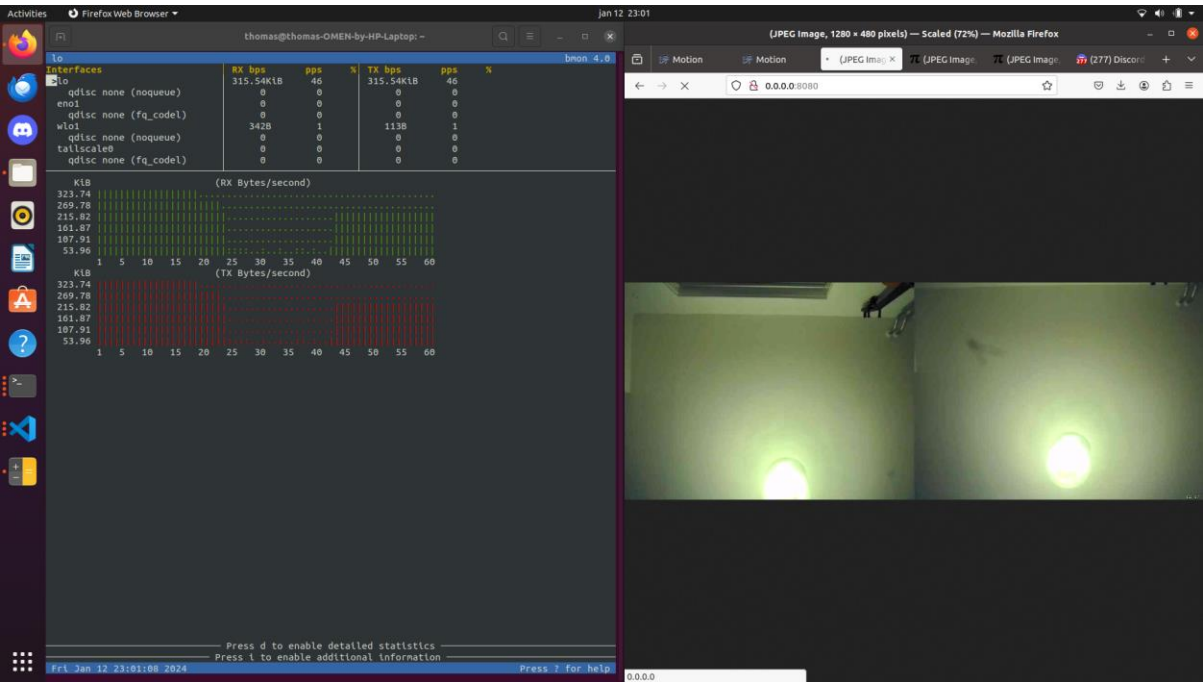 Activities Firefox Web Browser jan 12 23:01
thomas@thomas-OMEN-by-HP-Laptop: ~
(JPEG Image, 1280 × 480 pixels) — Scaled (72%) — Mozilla Firefox
lo bmon 4.0
Motion Motion (JPEG Imag × (JPEG Image, (JPEG Image, (277) Discord
0.0.0.0:8080
Interfaces RX bps pps % TX bps pps %
>lo 315.54KiB 46 315.54KiB 46
qdisc none (noqueue) 0 0 0 0
eno1 0 0 0 0
qdisc none (fq_codel) 0 0 0 0
wlo1 342B 1 113B 1
qdisc none (noqueue) 0 0 0 0
tailscale0 0 0 0 0
qdisc none (fq_codel) 0 0 0 0
KiB (RX Bytes/second)
323.74
269.78
215.82
161.87
107.91
53.96
1 5 10 15 20 25 30 35 40 45 50 55 60
KiB (TX Bytes/second)
323.74
269.78
215.82
161.87
107.91
53.96
1 5 10 15 20 25 30 35 40 45 50 55 60
Press d to enable detailed statistics
Press i to enable additional information
Fri Jan 12 23:01:08 2024 Press ? for help
0.0.0.0